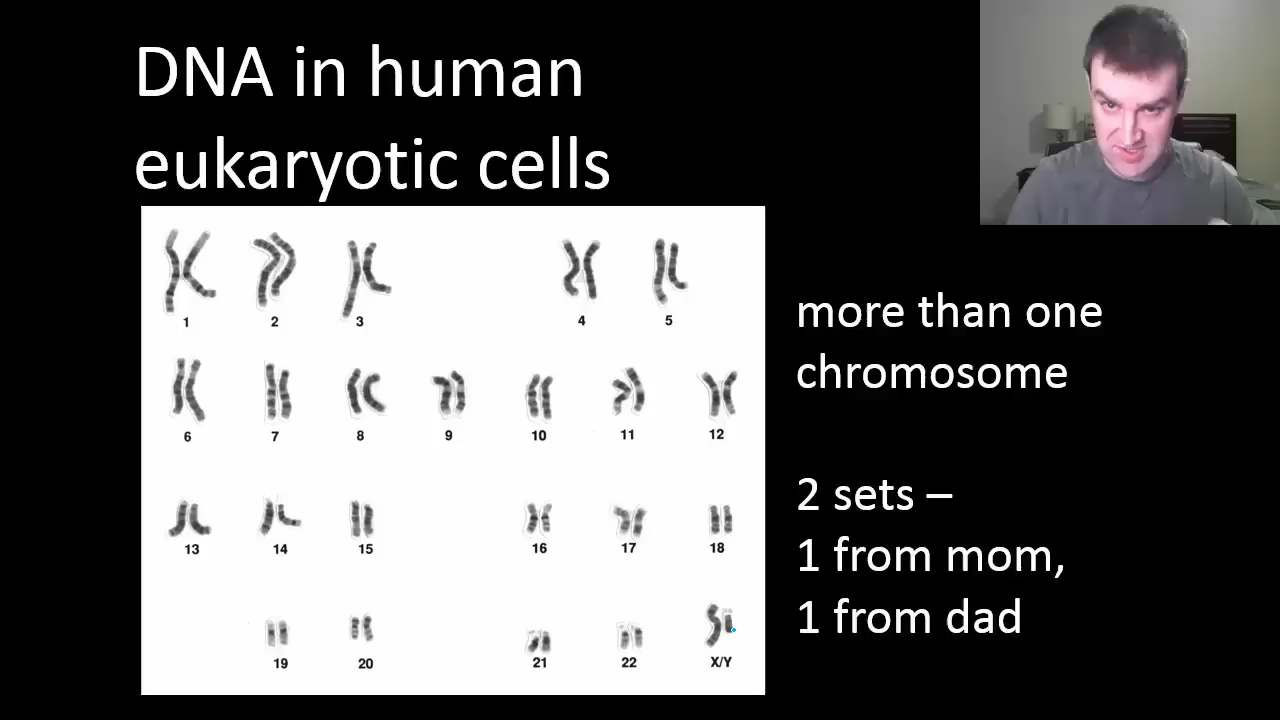 DNA in human
eukaryotic cells
1 2 3 4 5
6 7 8 9 10 11 12
13 14 15 16 17 18
19 20 21 22 X/Y
more than one
chromosome
2 sets –
1 from mom,
1 from dad